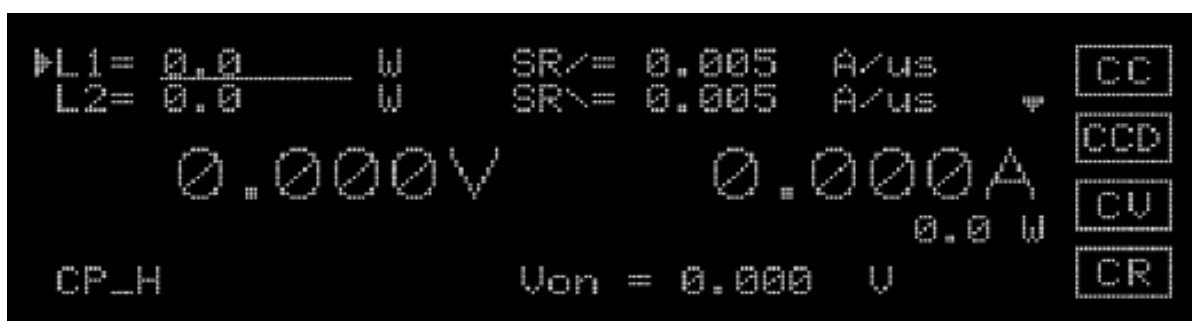 L1= 0.0 W SR/= 0.005 A/us CC
L2= 0.0 W SR\= 0.005 A/us
CCD
0.000V 0.000A
CV
0.0 W
CP_H Von = 0.000 V CR